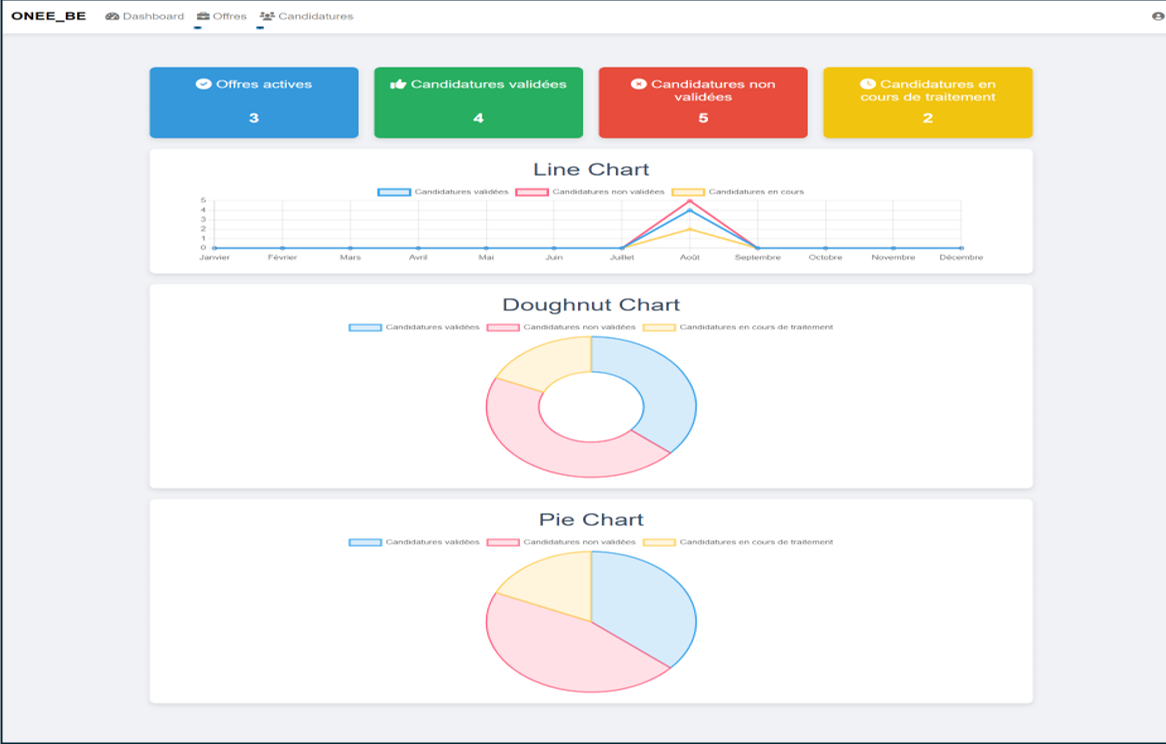 ONEE_BE Dashboard Offres Candidatures
Offres actives
3
Candidatures validées
4
Candidatures non
validées
5
Candidatures en
cours de traitement
2
Line Chart
Candidatures validées Candidatures non validées Candidatures en cours
5
4
3
2
1
0
Janvier Février Mars Avril Mai Juin Juillet Août Septembre Octobre Novembre Décembre
Doughnut Chart
Candidatures validées Candidatures non validées Candidatures en cours de traitement
Pie Chart
Candidatures validées Candidatures non validées Candidatures en cours de traitement